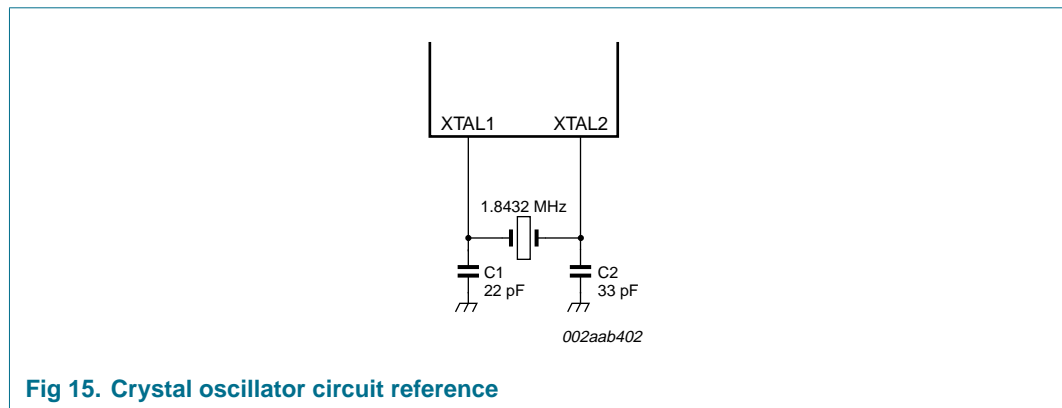 XTAL1 XTAL2
1.8432 MHz
C1 C2
22 pF 33 pF
002aab402
Fig 15. Crystal oscillator circuit reference